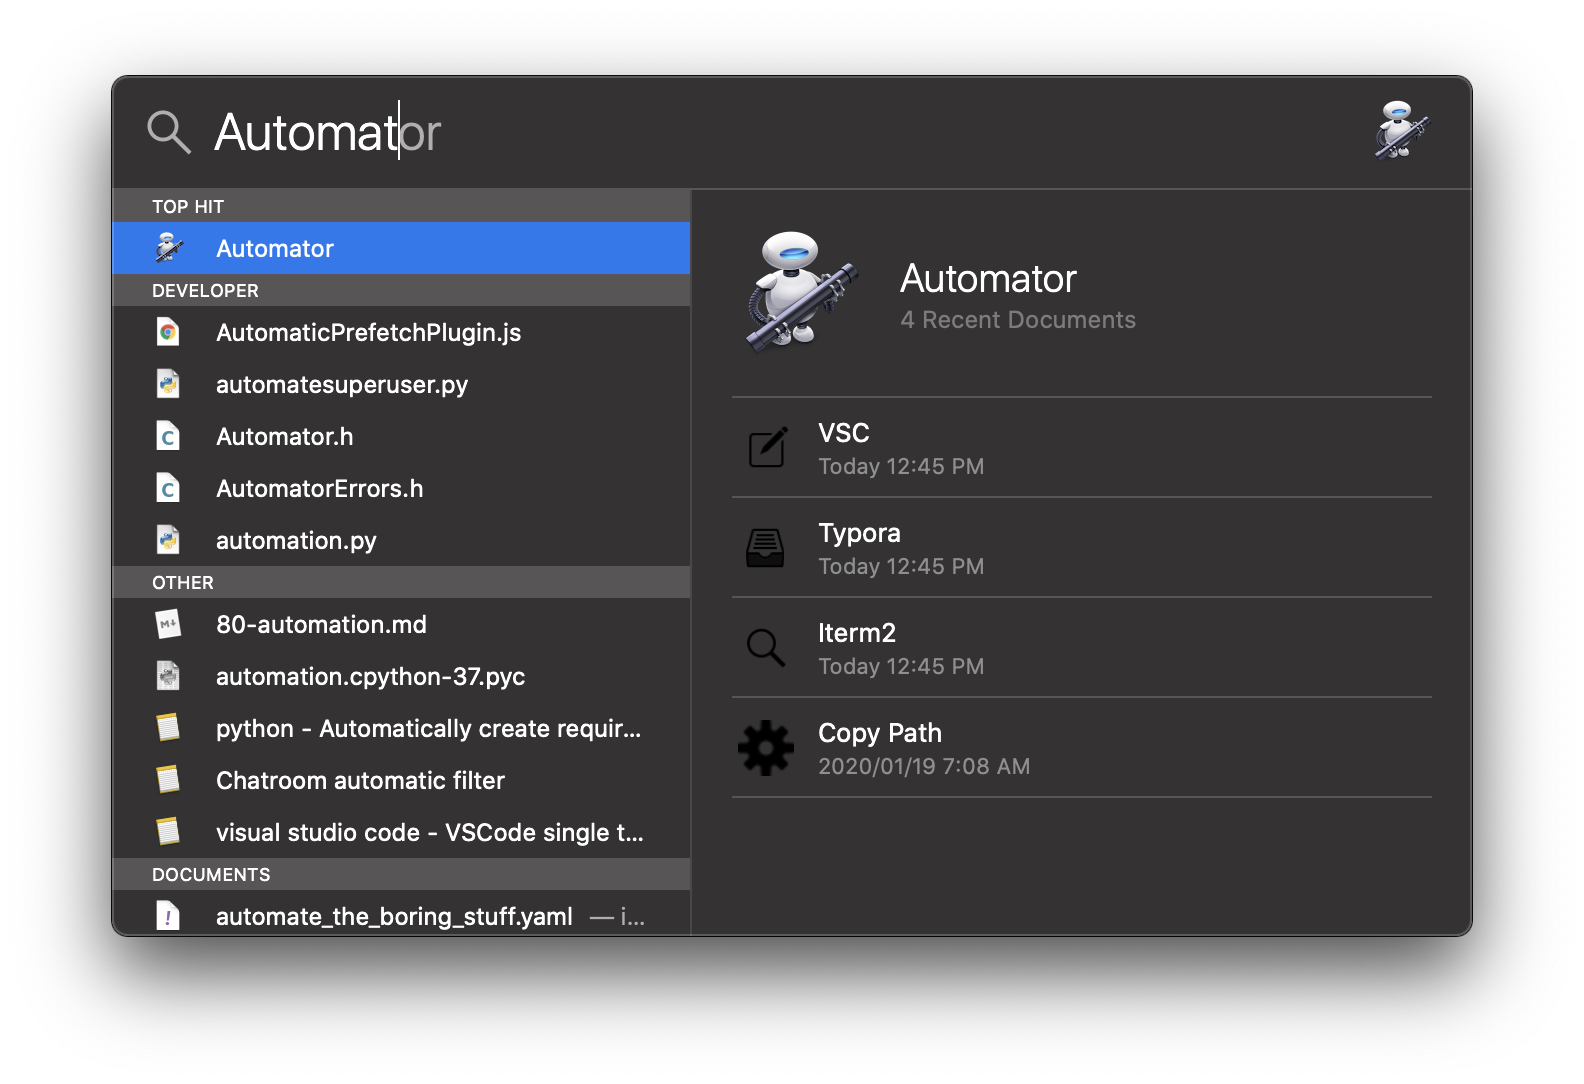 Automator
TOP HIT
Automator
DEVELOPER
AutomaticPrefetchPlugin.js
automatesuperuser.py
Automator.h
AutomatorErrors.h
automation.py
OTHER
80-automation.md
automation.cpython-37.pyc
python - Automatically create requir...
Chatroom automatic filter
visual studio code - VSCode single t...
DOCUMENTS
automate_the_boring_stuff.yaml — i...
Automator
4 Recent Documents
VSC
Today 12:45 PM
Typora
Today 12:45 PM
Iterm2
Today 12:45 PM
Copy Path
2020/01/19 7:08 AM